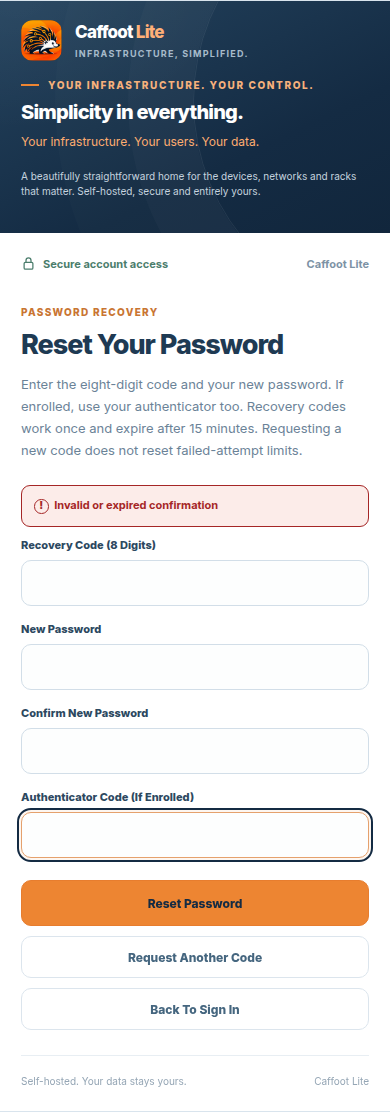 Caffoot Lite
INFRASTRUCTURE, SIMPLIFIED.
YOUR INFRASTRUCTURE. YOUR CONTROL.
Simplicity in everything.
Your infrastructure. Your users. Your data.
A beautifully straightforward home for the devices, networks and racks
that matter. Self-hosted, secure and entirely yours.
Secure account access
Caffoot Lite
PASSWORD RECOVERY
Reset Your Password
Enter the eight-digit code and your new password. If
enrolled, use your authenticator too. Recovery codes
work once and expire after 15 minutes. Requesting a
new code does not reset failed-attempt limits.
Invalid or expired confirmation
Recovery Code (8 Digits)
New Password
Confirm New Password
Authenticator Code (If Enrolled)
Reset Password
Request Another Code
Back To Sign In
Self-hosted. Your data stays yours.
Caffoot Lite